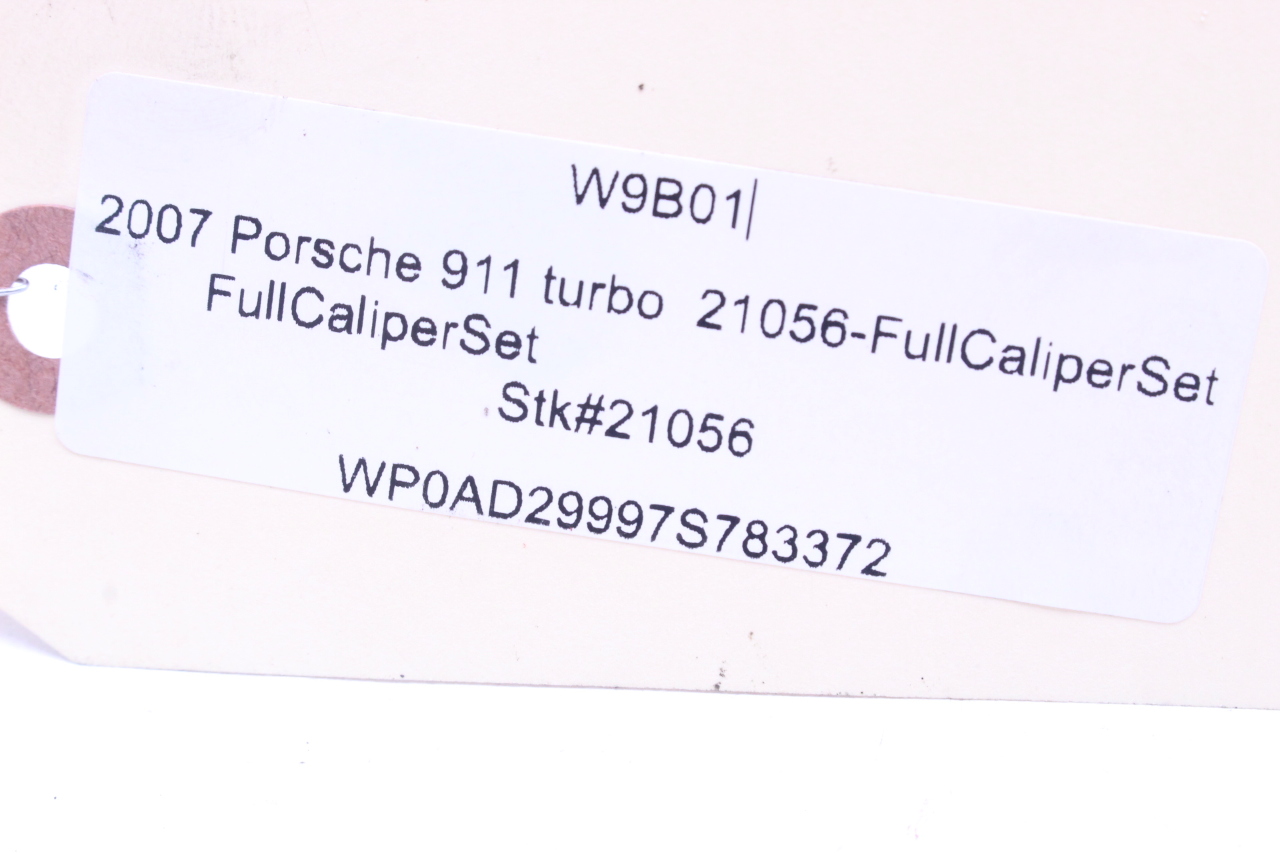 W9B01|
2007 Porsche 911 turbo 21056-FullCaliperSet
FullCaliperSet
Stk#21056
WP0AD29997S783372